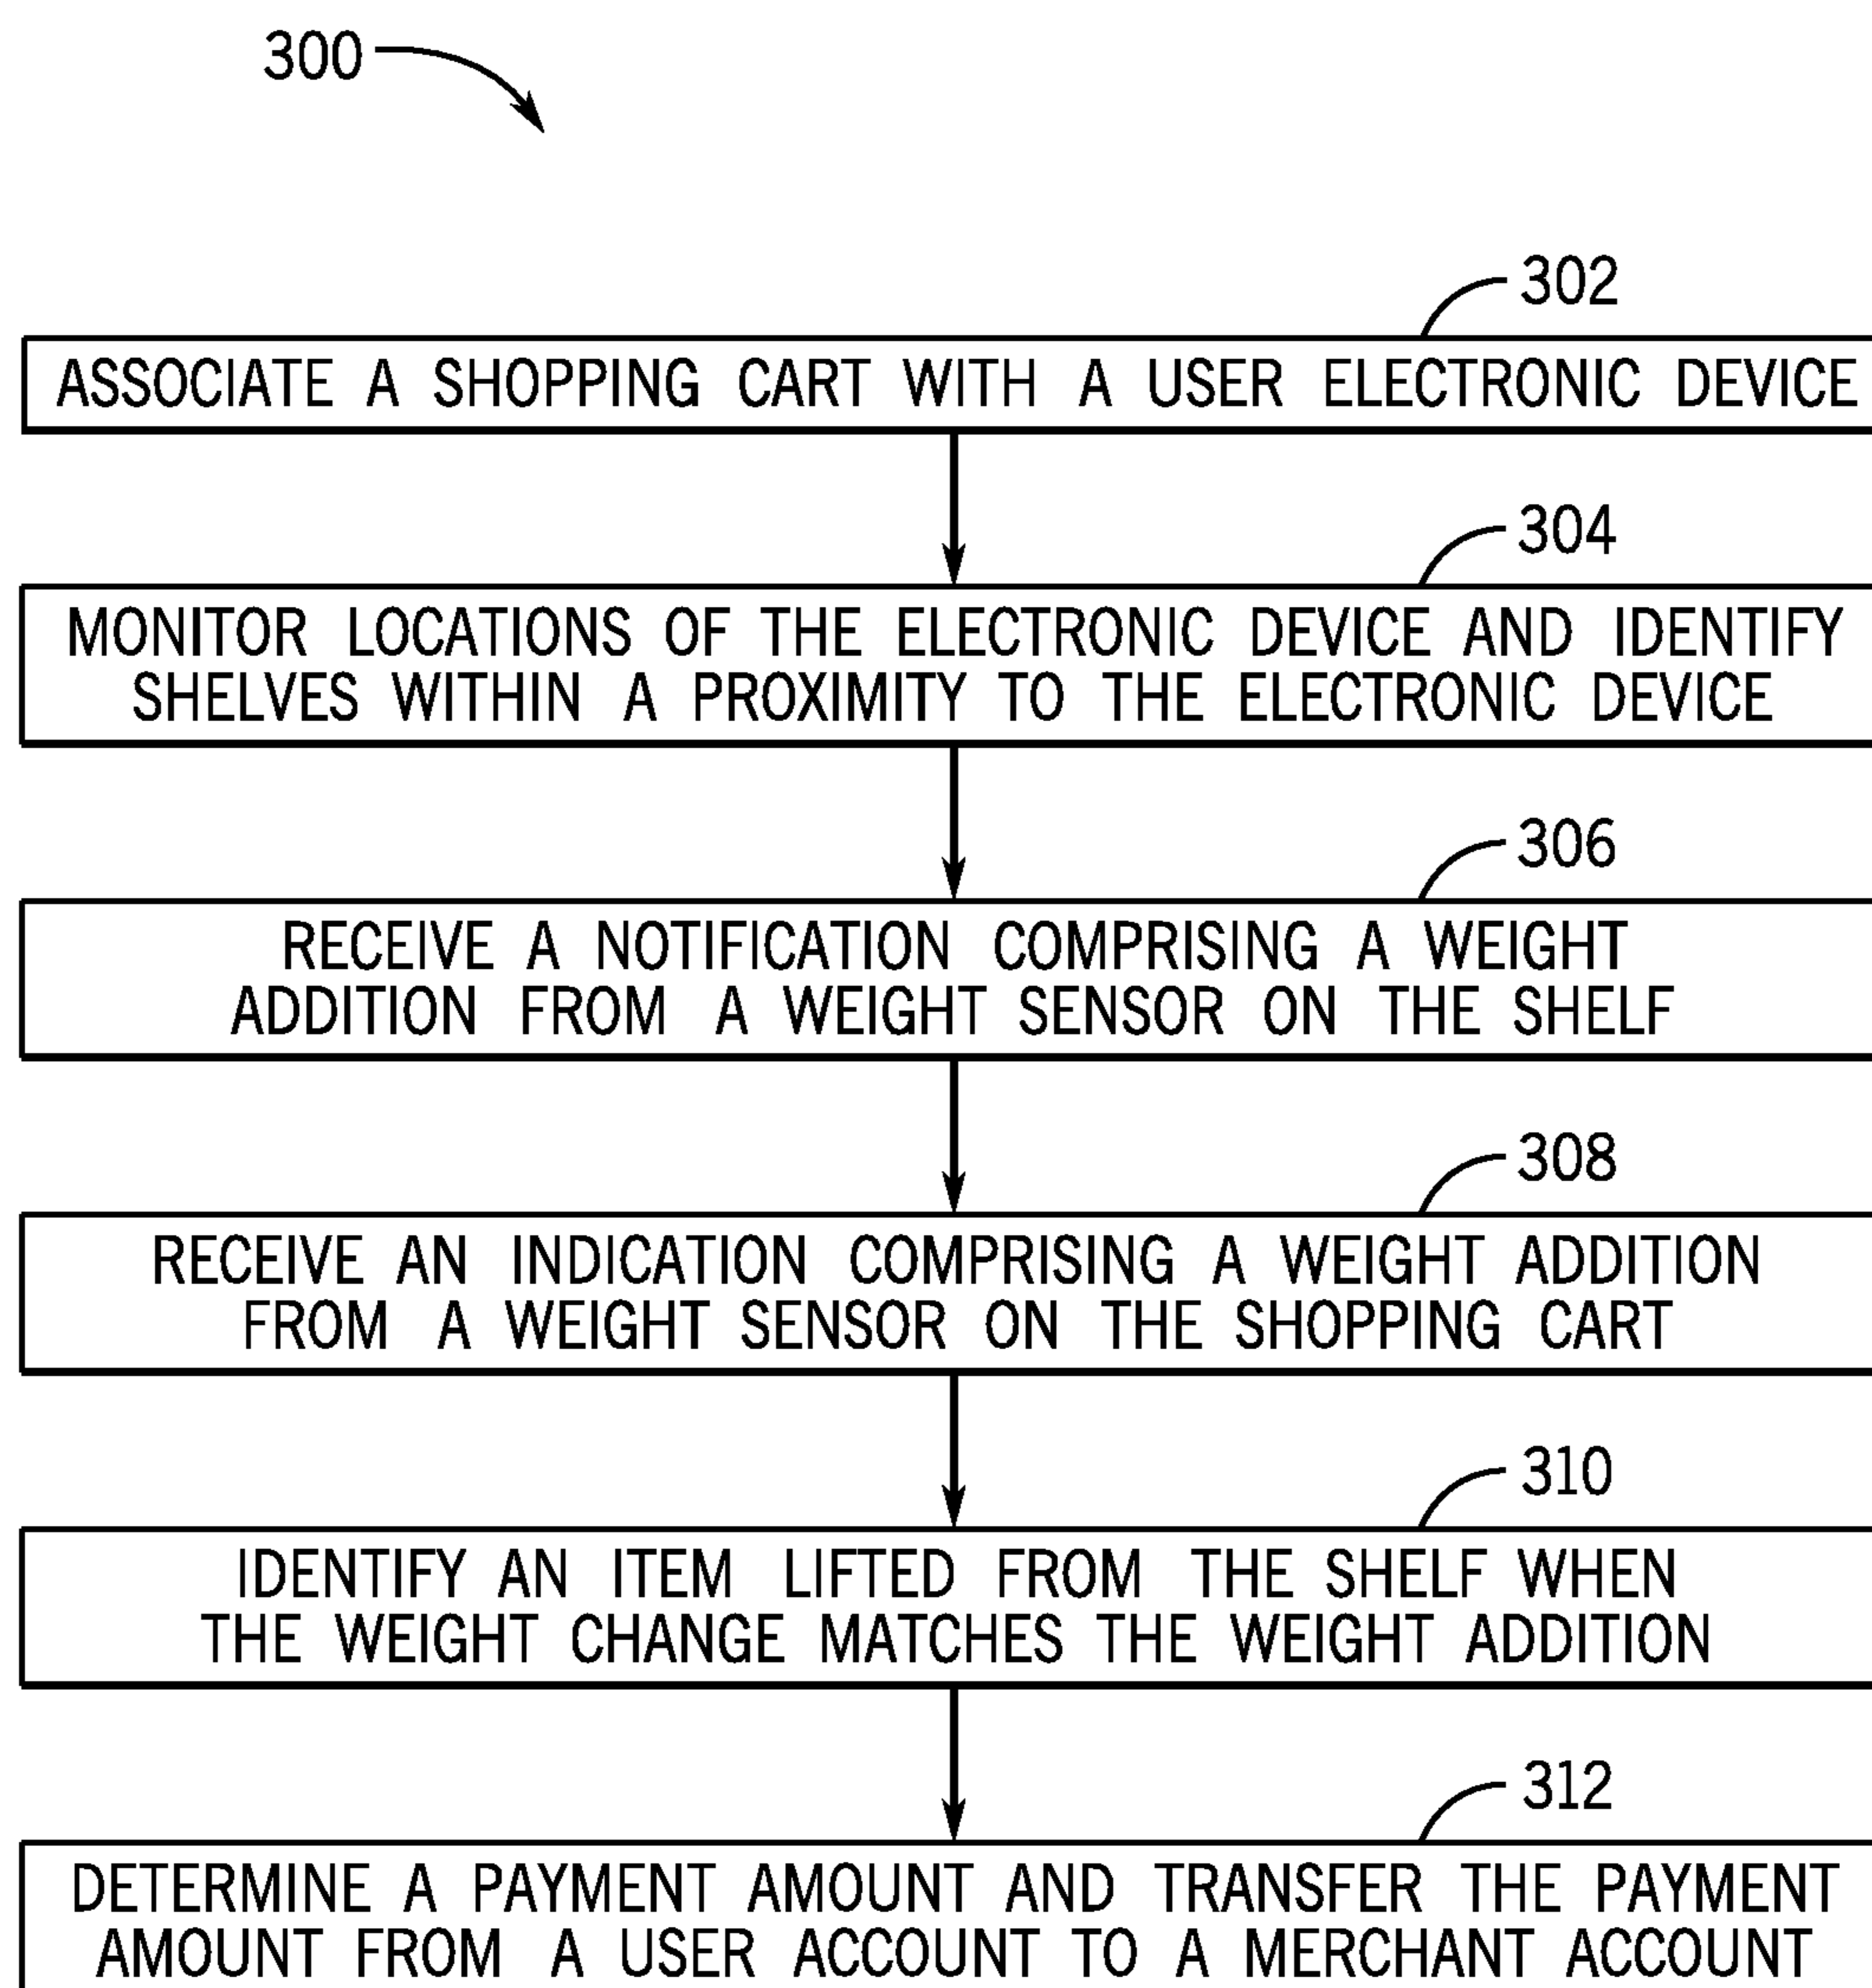 300
302
ASSOCIATE A SHOPPING CART WITH A USER ELECTRONIC DEVICE
304
MONITOR LOCATIONS OF THE ELECTRONIC DEVICE AND IDENTIFY
SHELVES WITHIN A PROXIMITY TO THE ELECTRONIC DEVICE
306
RECEIVE A NOTIFICATION COMPRISING A WEIGHT
ADDITION FROM A WEIGHT SENSOR ON THE SHELF
308
RECEIVE AN INDICATION COMPRISING A WEIGHT ADDITION
FROM A WEIGHT SENSOR ON THE SHOPPING CART
310
IDENTIFY AN ITEM LIFTED FROM THE SHELF WHEN
THE WEIGHT CHANGE MATCHES THE WEIGHT ADDITION
312
DETERMINE A PAYMENT AMOUNT AND TRANSFER THE PAYMENT
AMOUNT FROM A USER ACCOUNT TO A MERCHANT ACCOUNT